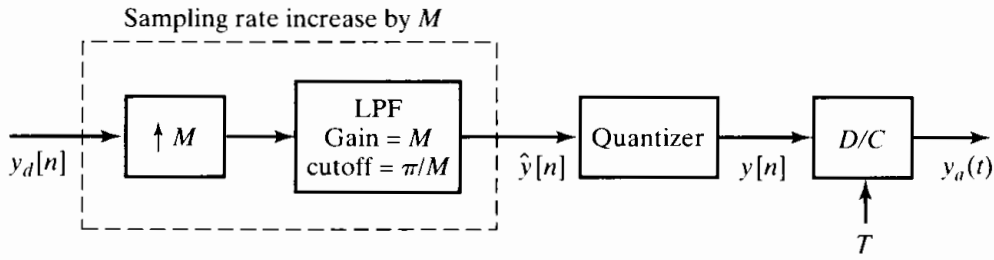 Sampling rate increase by M
LPF
Gain = M
cutoff = π/M
↑ M
Quantizer
D/C
y_d[n]
ŷ[n]
y[n]
y_a(t)
T